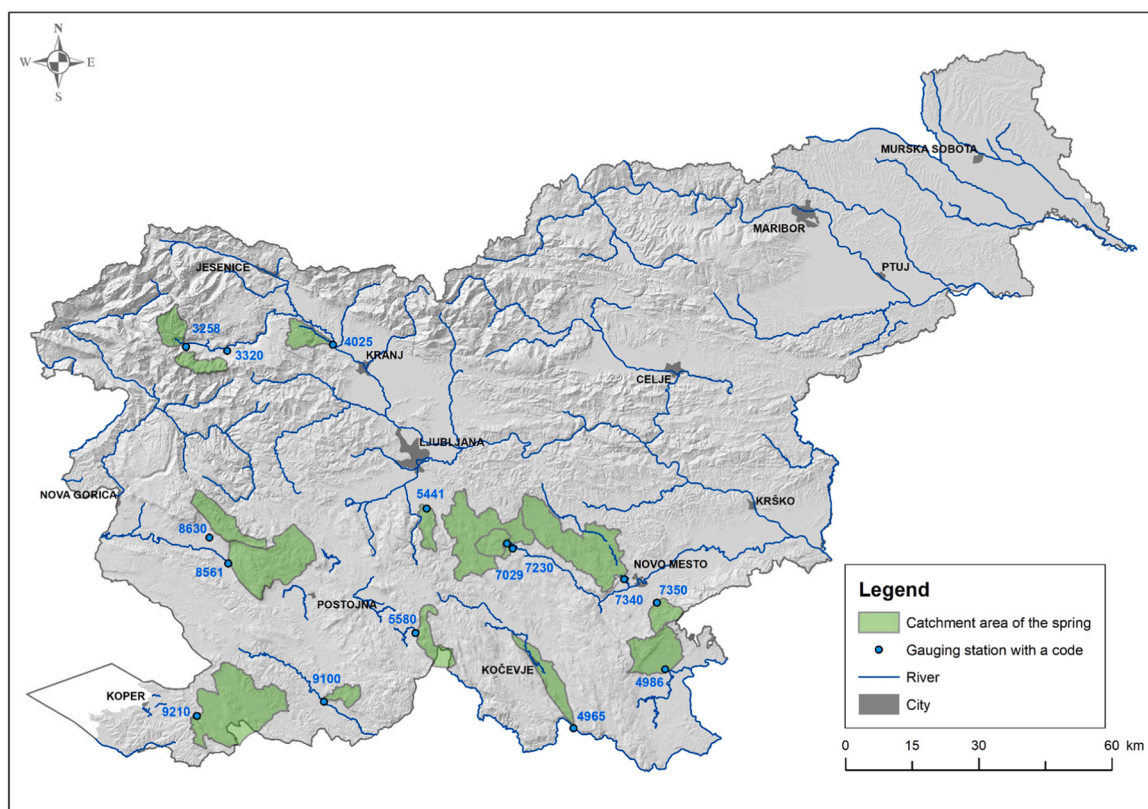 N
W E
S
MURSKA SOBOTA
MARIBOR
PTUJ
JESENICE
3258
3320
4025
KRANJ
CELJE
LJUBLJANA
NOVA GORICA
5441
KRŠKO
8630
8561
7029
7230
NOVO MESTO
7340
7350
POSTOJNA
5580
KOČEVJE
4986
KOPER
9210
9100
4965
Legend
Catchment area of the spring
Gauging station with a code
River
City
0 15 30 60 km